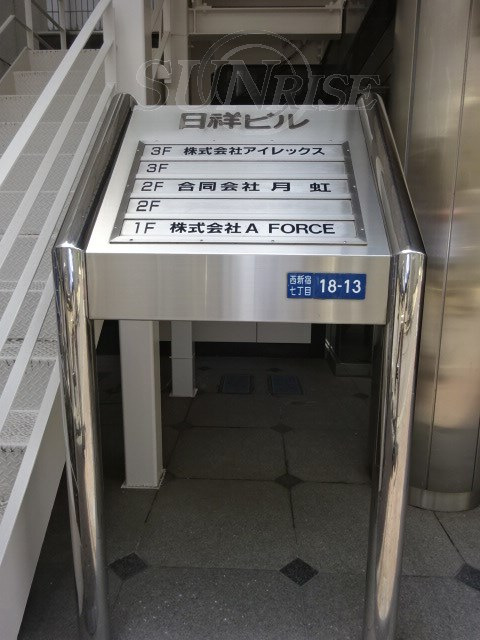 SUNRISE
日祥ビル
3F 株式会社アイレックス
3F
2F 合同会社 月 虹
2F
1F 株式会社A FORCE
西新宿 七丁目 18-13